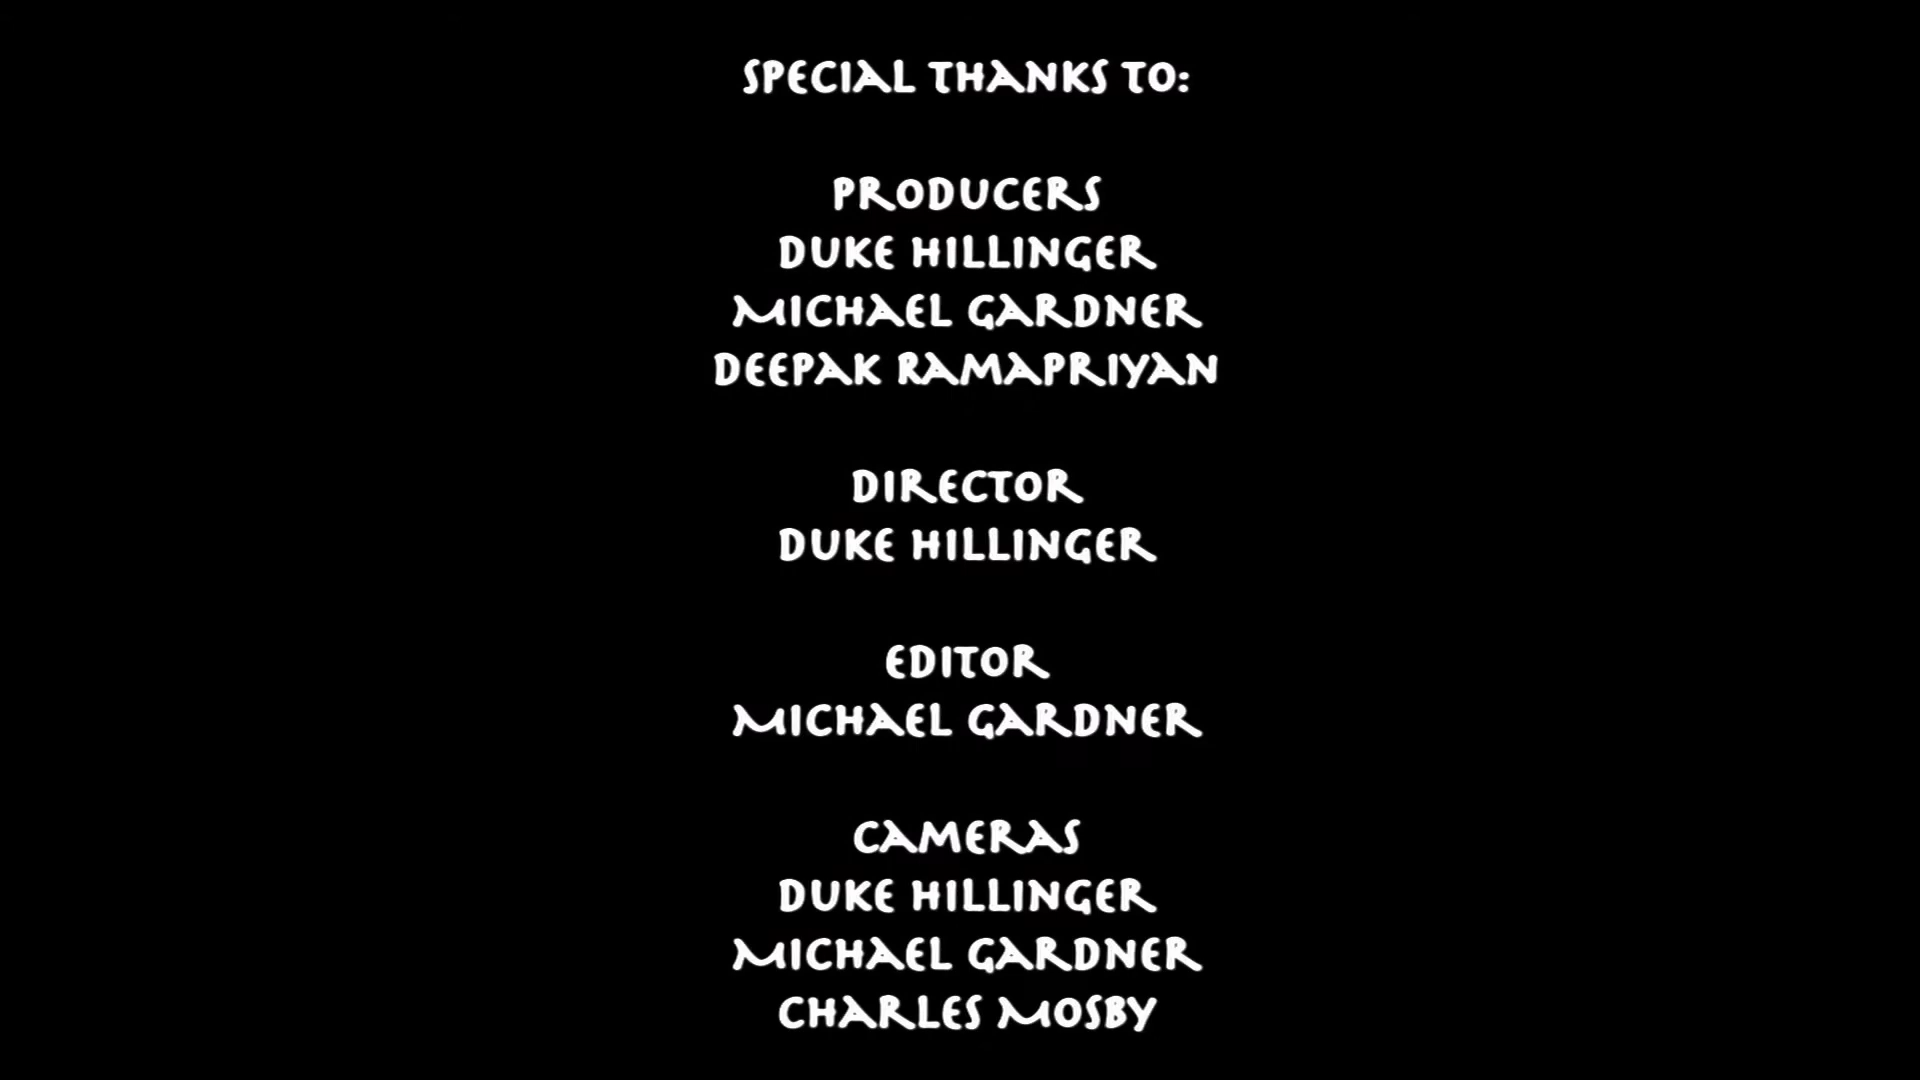 SPECIAL THANKS TO:
PRODUCERS
DUKE HILLINGER
MICHAEL GARDNER
DEEPAK RAMAPRIYAN
DIRECTOR
DUKE HILLINGER
EDITOR
MICHAEL GARDNER
CAMERAS
DUKE HILLINGER
MICHAEL GARDNER
CHARLES MOSBY